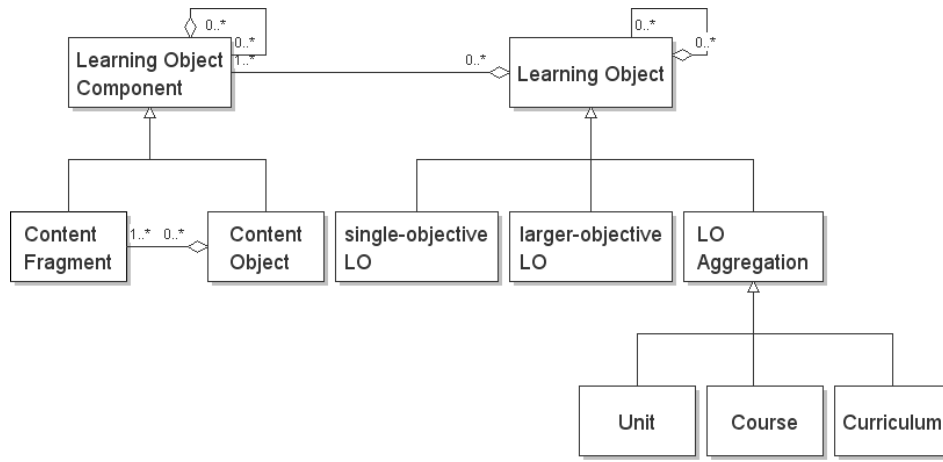 0..*
0..*
Learning Object
Component
1..*
0..*
0..*
0..*
Learning Object
Content
Fragment
1..*
0..*
Content
Object
single-objective
LO
larger-objective
LO
LO
Aggregation
Unit
Course
Curriculum